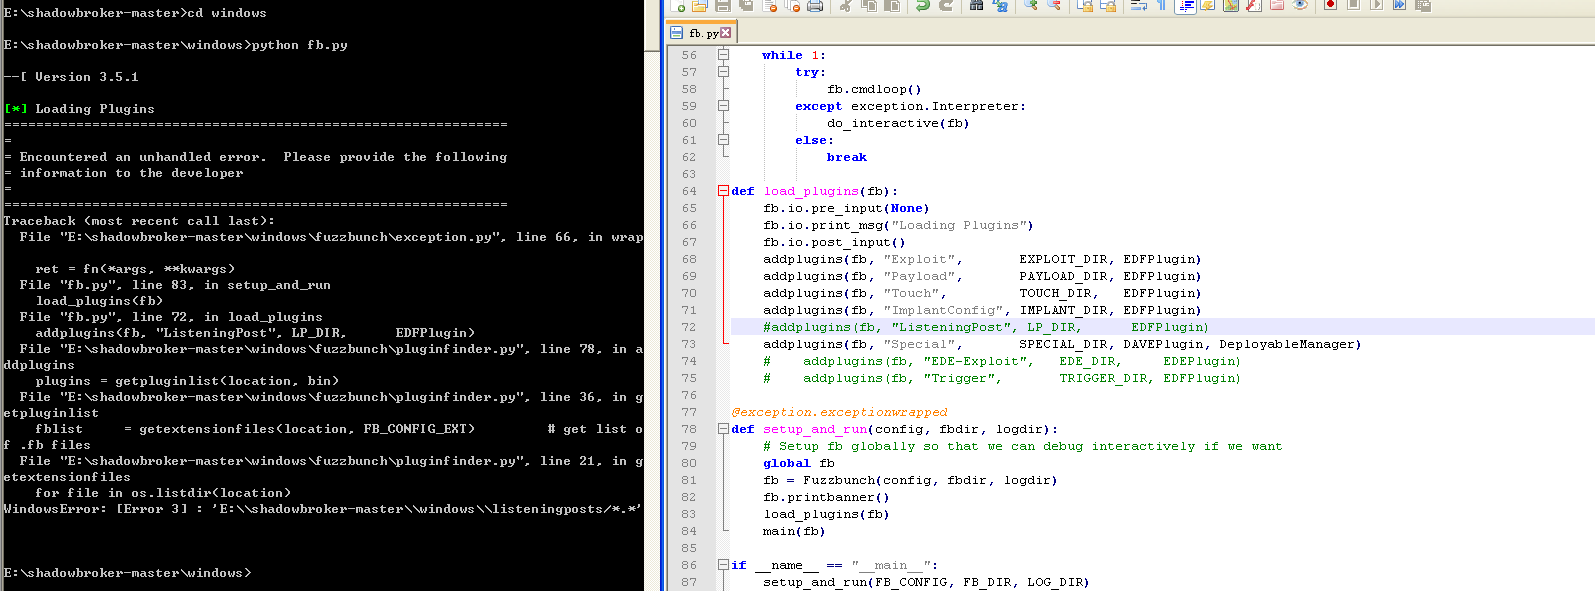 E:\shadowbroker-master>cd windows
E:\shadowbroker-master\windows>python fb.py
--[ Version 3.5.1
[*] Loading Plugins
===============================================================
=
= Encountered an unhandled error.  Please provide the following
= information to the developer
=
===============================================================
Traceback (most recent call last):
  File "E:\shadowbroker-master\windows\fuzzbunch\exception.py", line 66, in wrap
    ret = fn(*args, **kwargs)
  File "fb.py", line 83, in setup_and_run
    load_plugins(fb)
  File "fb.py", line 72, in load_plugins
    addplugins(fb, "ListeningPost", LP_DIR,      EDFPlugin)
  File "E:\shadowbroker-master\windows\fuzzbunch\pluginfinder.py", line 78, in a
ddplugins
    plugins = getpluginlist(location, bin)
  File "E:\shadowbroker-master\windows\fuzzbunch\pluginfinder.py", line 36, in g
etpluginlist
    fblist     = getextensionfiles(location, FB_CONFIG_EXT)         # get list o
f .fb files
  File "E:\shadowbroker-master\windows\fuzzbunch\pluginfinder.py", line 21, in g
etextensionfiles
    for file in os.listdir(location)
WindowsError: [Error 3] : 'E:\\shadowbroker-master\\windows\\listeningposts/*.*'
E:\shadowbroker-master\windows>
fb.py
56     while 1:
57         try:
58             fb.cmdloop()
59         except exception.Interpreter:
60             do_interactive(fb)
61         else:
62             break
63
64 def load_plugins(fb):
65     fb.io.pre_input(None)
66     fb.io.print_msg("Loading Plugins")
67     fb.io.post_input()
68     addplugins(fb, "Exploit",       EXPLOIT_DIR, EDFPlugin)
69     addplugins(fb, "Payload",       PAYLOAD_DIR, EDFPlugin)
70     addplugins(fb, "Touch",         TOUCH_DIR,   EDFPlugin)
71     addplugins(fb, "ImplantConfig", IMPLANT_DIR, EDFPlugin)
72     #addplugins(fb, "ListeningPost", LP_DIR,      EDFPlugin)
73     addplugins(fb, "Special",       SPECIAL_DIR, DAVEPlugin, DeployableManager)
74     #    addplugins(fb, "EDE-Exploit",   EDE_DIR,     EDEPlugin)
75     #    addplugins(fb, "Trigger",       TRIGGER_DIR, EDFPlugin)
76
77 @exception.exceptionwrapped
78 def setup_and_run(config, fbdir, logdir):
79     # Setup fb globally so that we can debug interactively if we want
80     global fb
81     fb = Fuzzbunch(config, fbdir, logdir)
82     fb.printbanner()
83     load_plugins(fb)
84     main(fb)
85
86 if __name__ == "__main__":
87     setup_and_run(FB_CONFIG, FB_DIR, LOG_DIR)